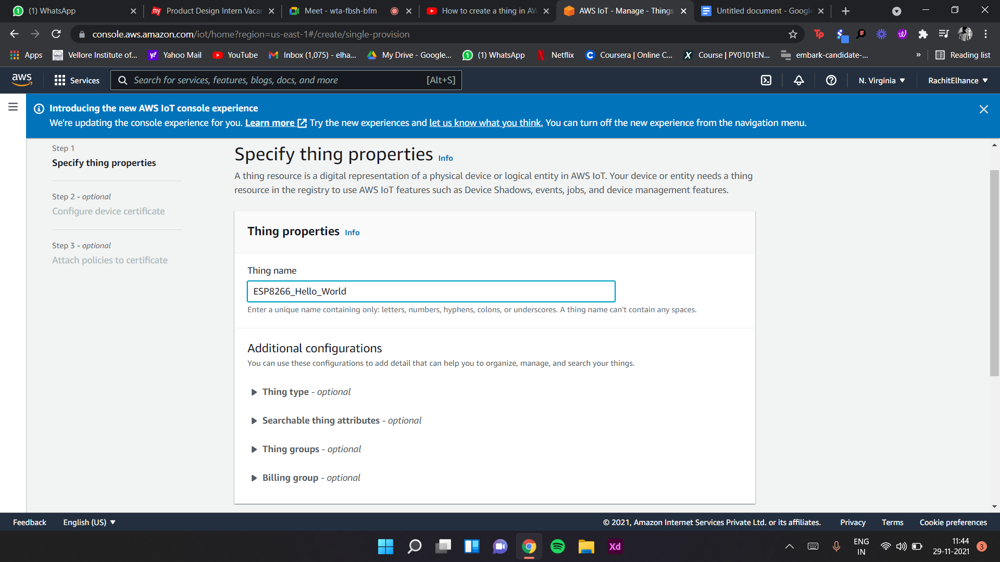 (1) WhatsApp
Product Design Intern Vacan
Meet - wta-fbsh-bfm
How to create a thing in AW
AWS IoT - Manage - Things
Untitled document - Google
console.aws.amazon.com/iot/home?region=us-east-1#/create/single-provision
Apps
Vellore Institute of...
Yahoo Mail
YouTube
Inbox (1,075) - elha...
My Drive - Google...
(1) WhatsApp
Netflix
Coursera | Online C...
Course | PY0101EN...
embark-candidate-...
»
Reading list
aws
Services
Search for services, features, blogs, docs, and more
[Alt+S]
N. Virginia
RachitElhance
Introducing the new AWS IoT console experience
We're updating the console experience for you. Learn more Try the new experiences and let us know what you think. You can turn off the new experience from the navigation menu.
Step 1
Specify thing properties
Step 2 - optional
Configure device certificate
Step 3 - optional
Attach policies to certificate
Specify thing properties Info
A thing resource is a digital representation of a physical device or logical entity in AWS IoT. Your device or entity needs a thing
resource in the registry to use AWS IoT features such as Device Shadows, events, jobs, and device management features.
Thing properties Info
Thing name
ESP8266_Hello_World
Enter a unique name containing only: letters, numbers, hyphens, colons, or underscores. A thing name can't contain any spaces.
Additional configurations
You can use these configurations to add detail that can help you to organize, manage, and search your things.
Thing type - optional
Searchable thing attributes - optional
Thing groups - optional
Billing group - optional
Feedback
English (US)
© 2021, Amazon Internet Services Private Ltd. or its affiliates.
Privacy
Terms
Cookie preferences
Xd
ENG
IN
11:44
29-11-2021
3